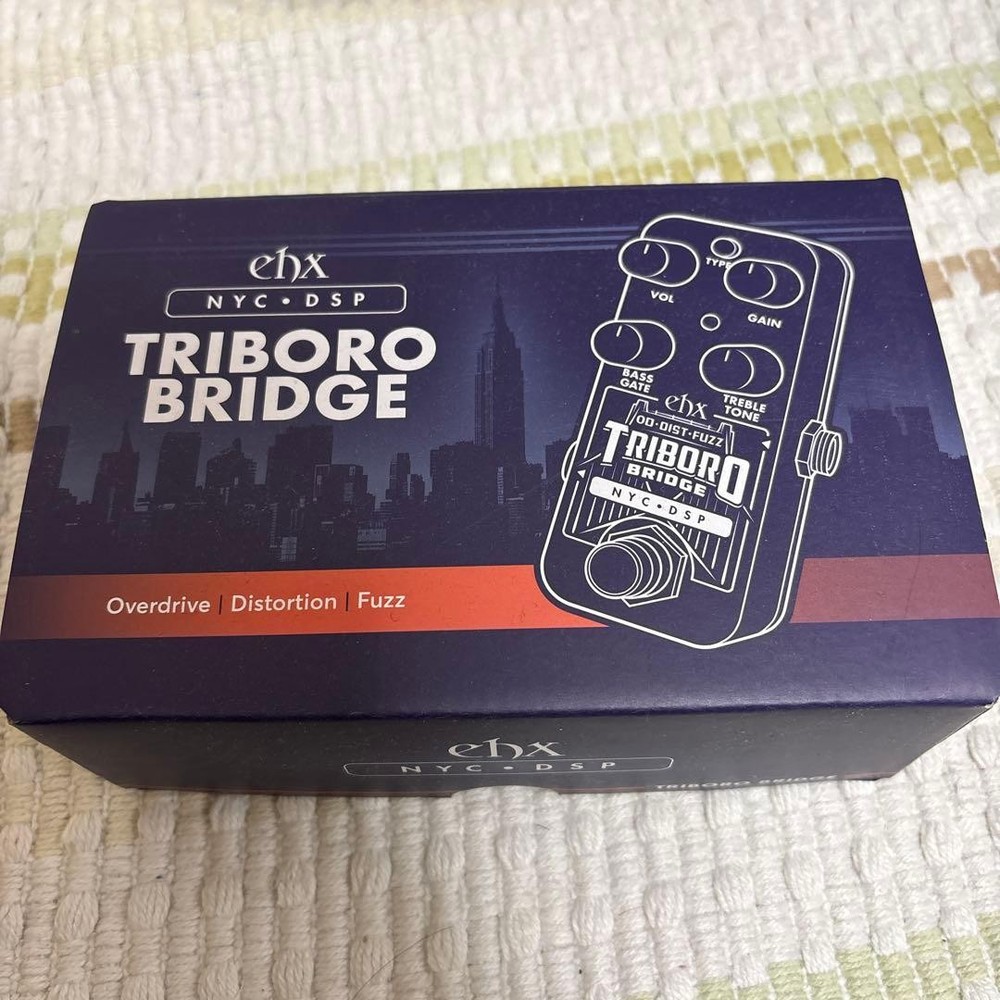 ehx
NYC • DSP
TRIBORO
BRIDGE
Overdrive | Distortion | Fuzz
TYPE
VOL
GAIN
BASS
GATE
TREBLE
TONE
ehx
OD•DIST•FUZZ
TRIBORO
BRIDGE
NYC•DSP
ehx
NYC • DSP
TRIBORO BRIDGE